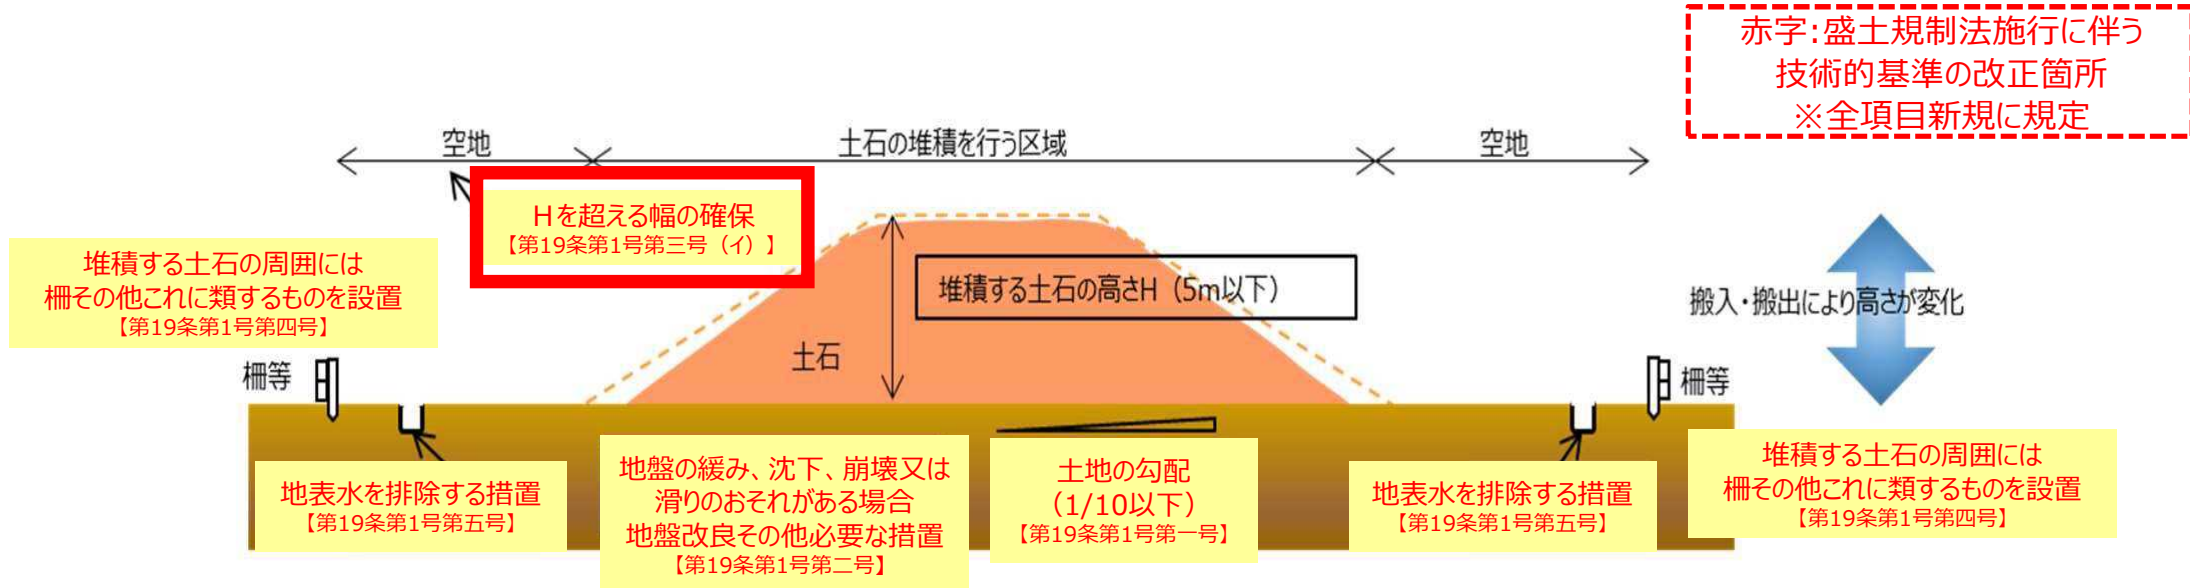 赤字:盛土規制法施行に伴う
技術的基準の改正箇所
※全項目新規に規定
空地
土石の堆積を行う区域
空地
Hを超える幅の確保
【第19条第1号第三号(イ)】
堆積する土石の周囲には
柵その他これに類するものを設置
【第19条第1号第四号】
堆積する土石の高さH(5m以下)
搬入・搬出により高さが変化
土石
柵等
柵等
地表水を排除する措置
【第19条第1号第五号】
地盤の緩み、沈下、崩壊又は
滑りのおそれがある場合
地盤改良その他必要な措置
【第19条第1号第二号】
土地の勾配
(1/10以下)
【第19条第1号第一号】
地表水を排除する措置
【第19条第1号第五号】
堆積する土石の周囲には
柵その他これに類するものを設置
【第19条第1号第四号】